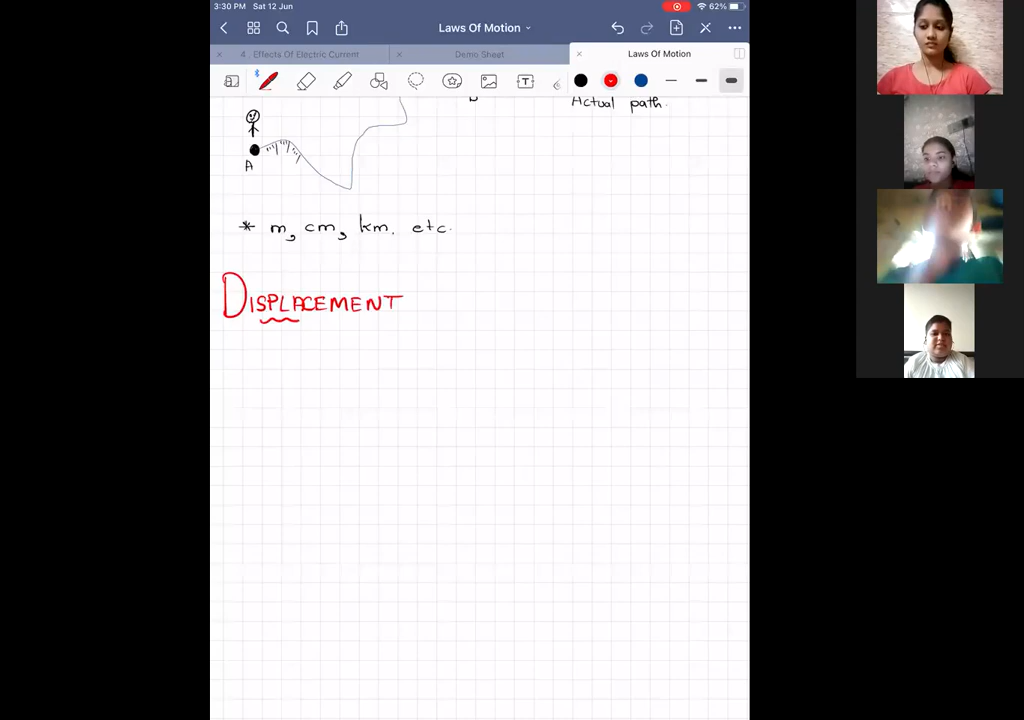 3:30 PM Sat 12 Jun
62%
Laws Of Motion
4 . Effects Of Electric Current
Demo Sheet
Laws Of Motion
Actual path.
A
* m, cm, km. etc.
DISPLACEMENT